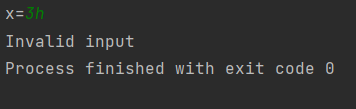 x=3h
Invalid input
Process finished with exit code 0